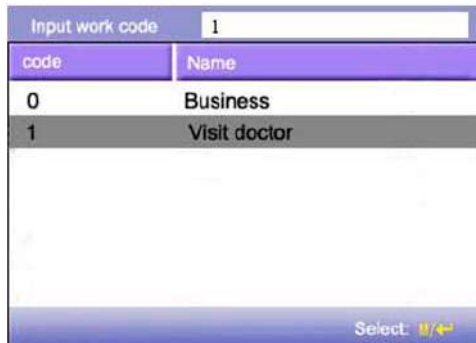 Input work code 1
code Name
0 Business
1 Visit doctor
Select: M/↵